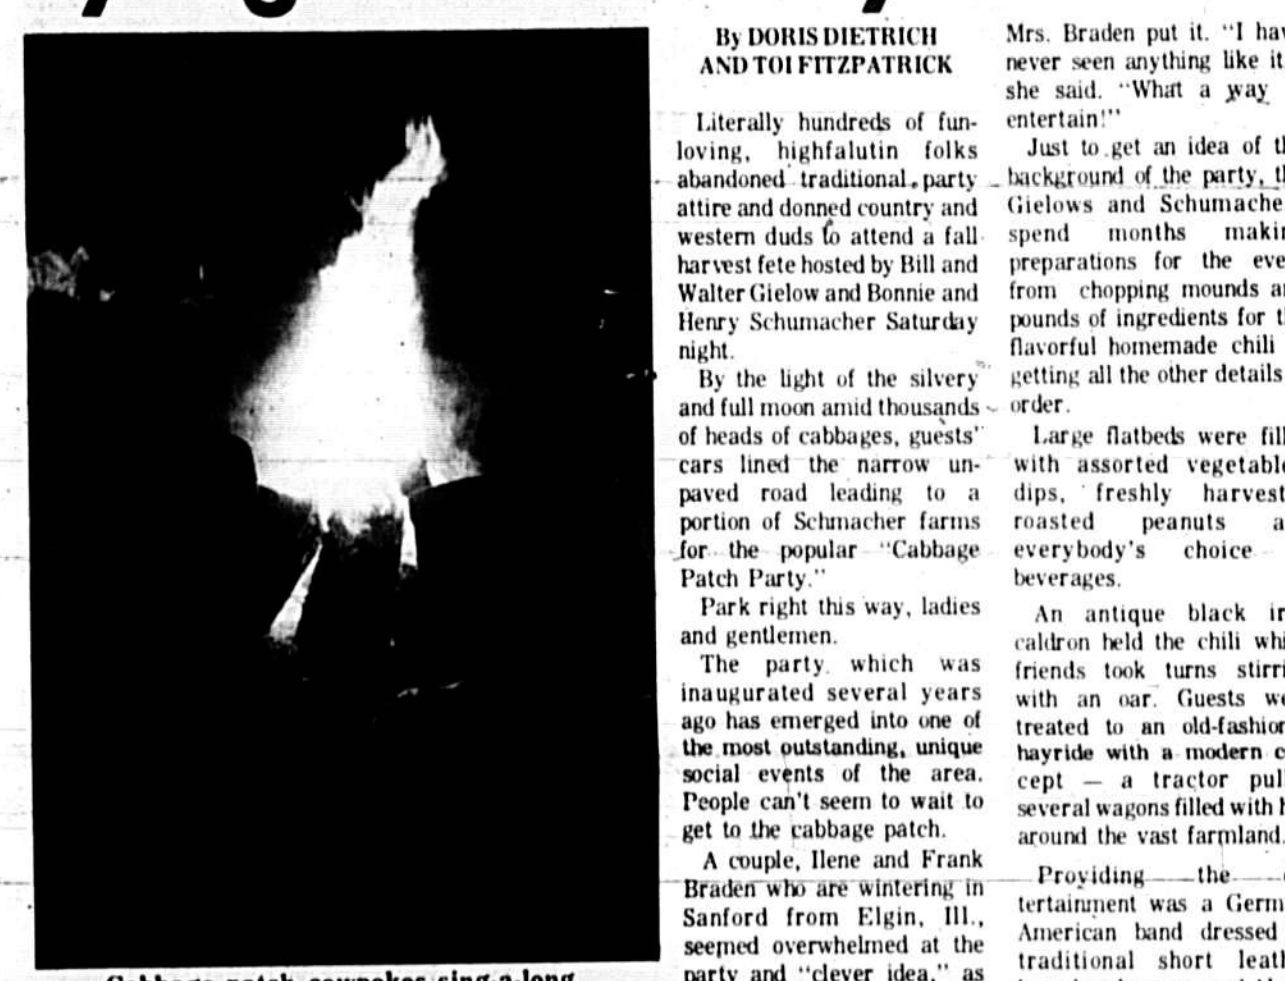 By DORIS DIETRICH
AND TOI FITZPATRICK
Literally hundreds of fun-
loving, highfalutin folks
abandoned traditional party
attire and donned country and
western duds to attend a fall
harvest fete hosted by Bill and
Walter Gielow and Bonnie and
Henry Schumacher Saturday
night.
By the light of the silvery
and full moon amid thousands
of heads of cabbages, guests'
cars lined the narrow un-
paved road leading to a
portion of Schmacher farms
for the popular "Cabbage
Patch Party."
Park right this way, ladies
and gentlemen.
The party which was
inaugurated several years
ago has emerged into one of
the most outstanding, unique
social events of the area.
People can't seem to wait to
get to the cabbage patch.
A couple, Ilene and Frank
Braden who are wintering in
Sanford from Elgin, Ill.,
seemed overwhelmed at the
party and "clever idea," as
Mrs. Braden put it. "I hav
never seen anything like it
she said. "What a way
entertain!"
Just to get an idea of th
background of the party, th
Gielows and Schumache
spend months makin
preparations for the eve
from chopping mounds an
pounds of ingredients for th
flavorful homemade chili
getting all the other details
order.
Large flatbeds were fill
with assorted vegetable
dips, freshly harvest
roasted peanuts a
everybody's choice
beverages.
An antique black ir
caldron held the chili whi
friends took turns stirri
with an oar. Guests we
treated to an old-fashion
hayride with a modern c
cept — a tractor pull
several wagons filled with h
around the vast farmland.
Providing the e
tertainment was a Germ
American band dressed
traditional short leath
Cabbage patch cowpokes sing-a-long